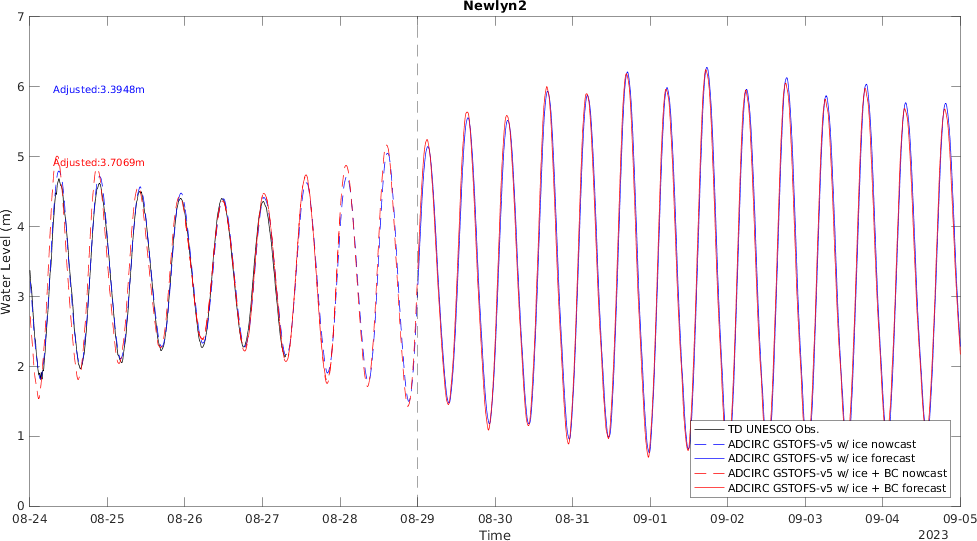 Newlyn2
7
6
5
4
3
2
1
0
Water Level (m)
Adjusted:3.3948m
Adjusted:3.7069m
TD UNESCO Obs.
ADCIRC GSTOFS-v5 w/ ice nowcast
ADCIRC GSTOFS-v5 w/ ice forecast
ADCIRC GSTOFS-v5 w/ ice + BC nowcast
ADCIRC GSTOFS-v5 w/ ice + BC forecast
08-24 08-25 08-26 08-27 08-28 08-29 08-30 08-31 09-01 09-02 09-03 09-04 09-05
Time
2023